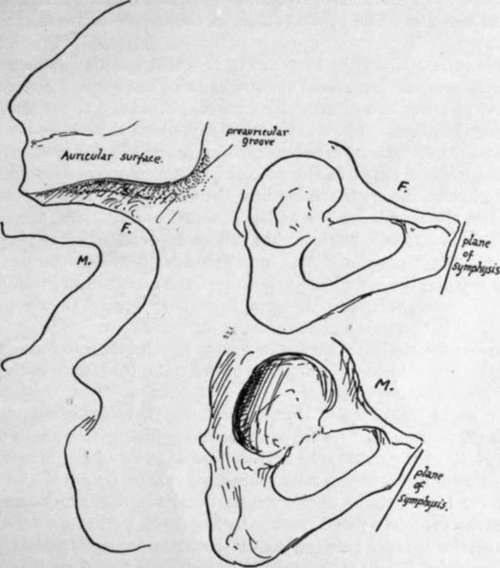 preauricular
groove
Auricular surface.
F.
M.
F.
plane
of
symphysis
M.
plane
of
symphysis.